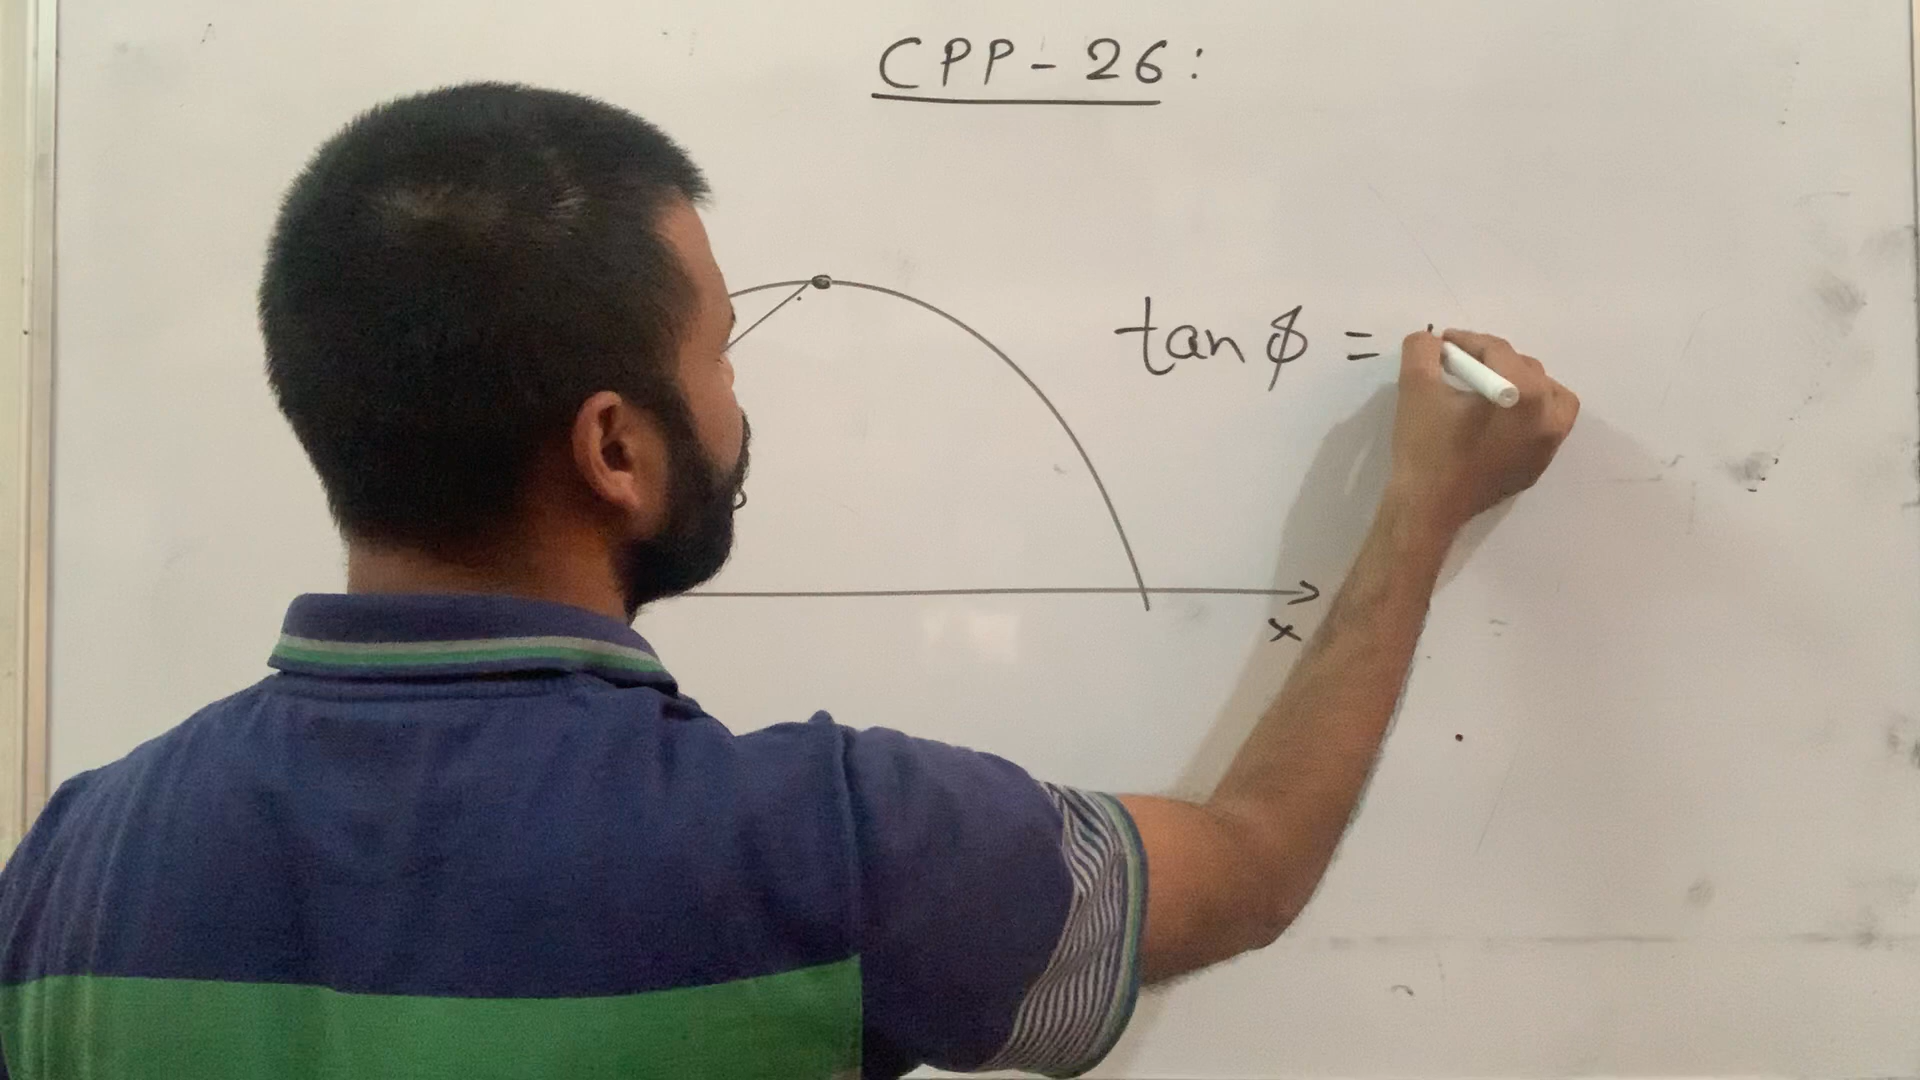 CPP - 26:
tan φ =
x